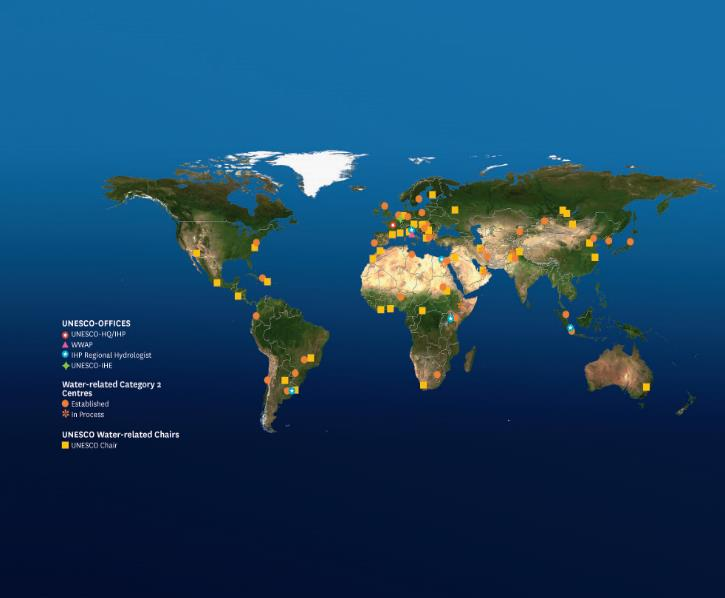 UNESCO-OFFICES
UNESCO-HQ/IHP
WWAP
IHP Regional Hydrologist
UNESCO-IHE
Water-related Category 2
Centres
Established
In Process
UNESCO Water-related Chairs
UNESCO Chair